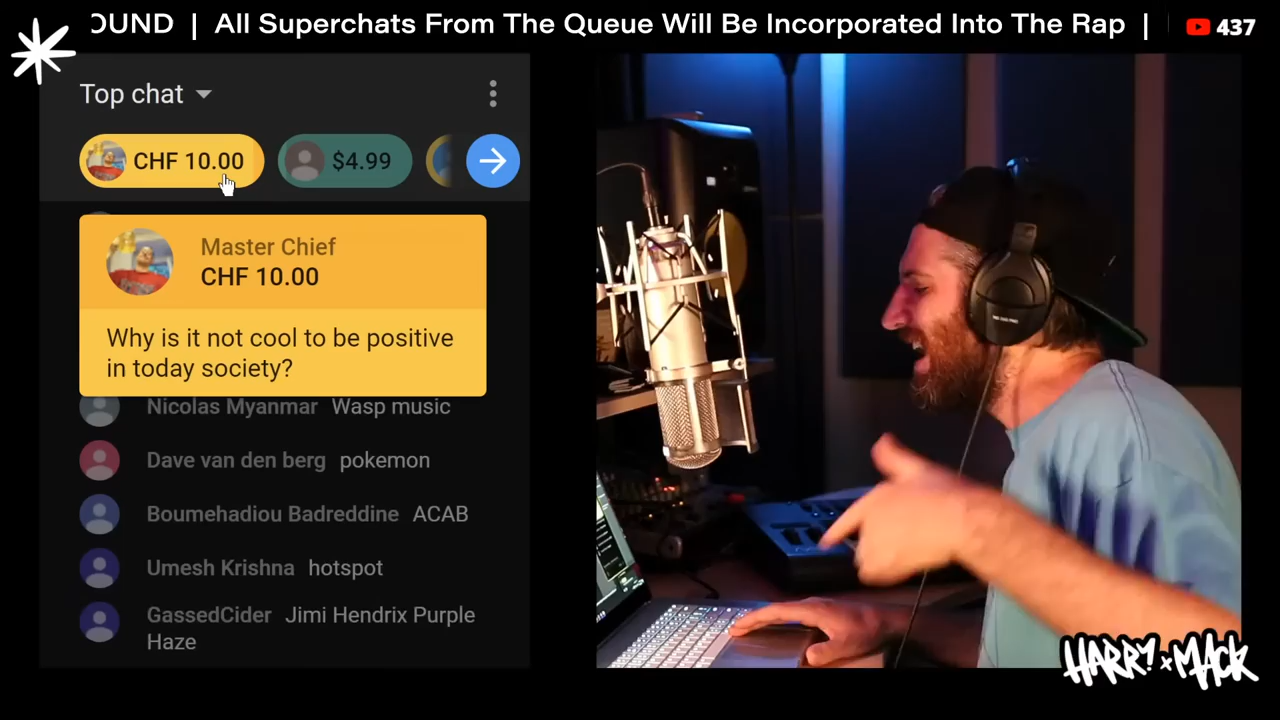 OUND | All Superchats From The Queue Will Be Incorporated Into The Rap |
437
Top chat
CHF 10.00
$4.99
Master Chief
CHF 10.00
Why is it not cool to be positive
in today society?
Nicolas Myanmar Wasp music
Dave van den berg pokemon
Boumehadiou Badreddine ACAB
Umesh Krishna hotspot
GassedCider Jimi Hendrix Purple
Haze
HARRY x MACK